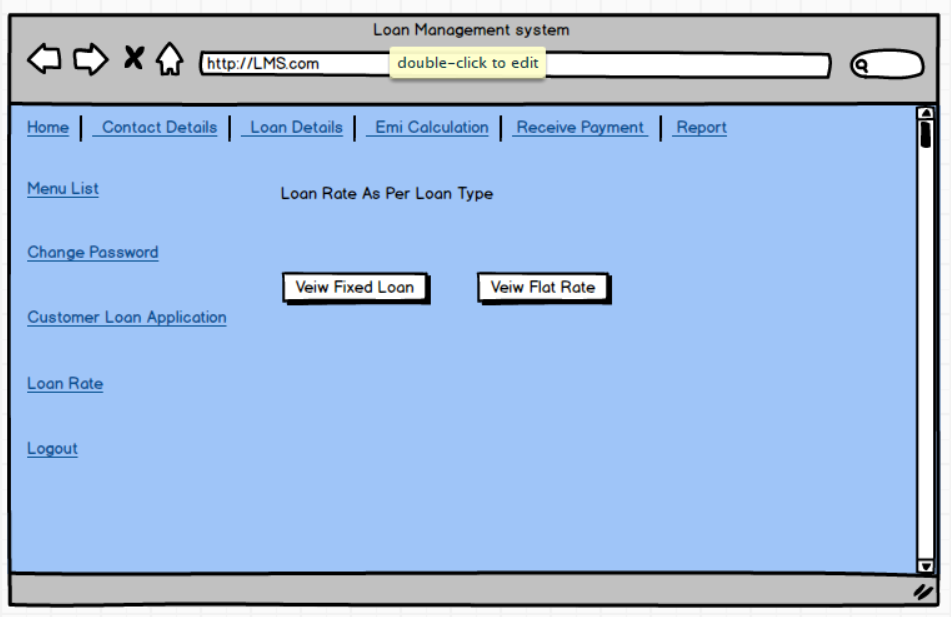 Loan Management system
http://LMS.com
double-click to edit
Home Contact Details Loan Details Emi Calculation Receive Payment Report
Menu List
Loan Rate As Per Loan Type
Change Password
Veiw Fixed Loan Veiw Flat Rate
Customer Loan Application
Loan Rate
Logout